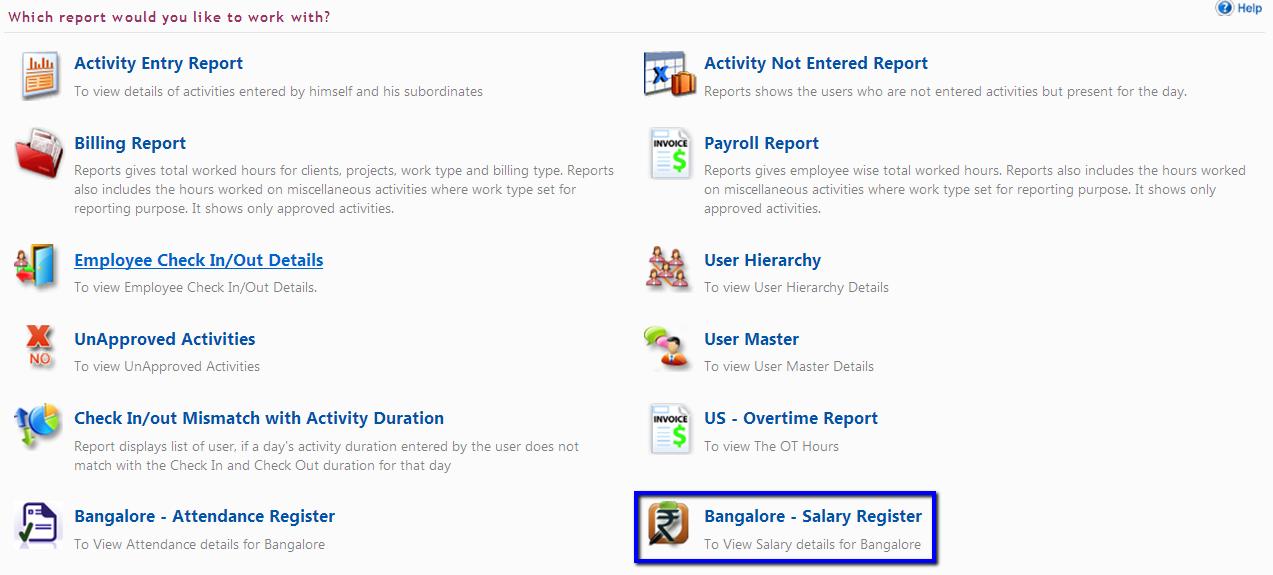 Which report would you like to work with?
Help
Activity Entry Report
To view details of activities entered by himself and his subordinates
Activity Not Entered Report
Reports shows the users who are not entered activities but present for the day.
Billing Report
Reports gives total worked hours for clients, projects, work type and billing type. Reports
also includes the hours worked on miscellaneous activities where work type set for
reporting purpose. It shows only approved activities.
INVOICE
$
Payroll Report
Reports gives employee wise total worked hours. Reports also includes the hours worked
on miscellaneous activities where work type set for reporting purpose. It shows only
approved activities.
Employee Check In/Out Details
To view Employee Check In/Out Details.
User Hierarchy
To view User Hierarchy Details
X
NO
UnApproved Activities
To view UnApproved Activities
User Master
To view User Master Details
Check In/out Mismatch with Activity Duration
Report displays list of user, if a day's activity duration entered by the user does not
match with the Check In and Check Out duration for that day
INVOICE
$
US - Overtime Report
To view The OT Hours
Bangalore - Attendance Register
To View Attendance details for Bangalore
₹
Bangalore - Salary Register
To View Salary details for Bangalore